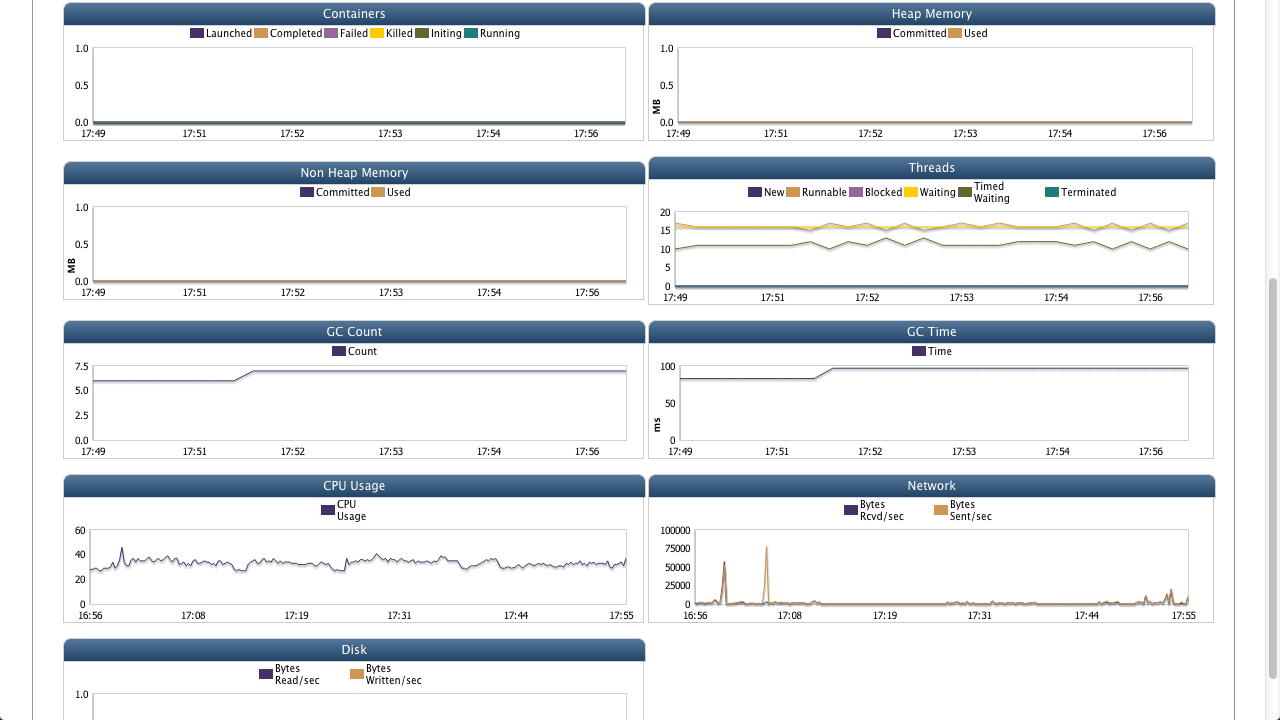 Containers
Launched Completed Failed Killed Initing Running
1.0
0.5
0.0
17:49 17:51 17:52 17:53 17:54 17:56
Heap Memory
Committed Used
1.0
0.5
0.0
MB
17:49 17:51 17:52 17:53 17:54 17:56
Non Heap Memory
Committed Used
1.0
0.5
0.0
MB
17:49 17:51 17:52 17:53 17:54 17:56
Threads
New Runnable Blocked Waiting Timed Terminated
Waiting
20
15
10
5
0
17:49 17:51 17:52 17:53 17:54 17:56
GC Count
Count
7.5
5.0
2.5
0.0
17:49 17:51 17:52 17:53 17:54 17:56
GC Time
Time
100
50
0
ms
17:49 17:51 17:52 17:53 17:54 17:56
CPU Usage
CPU
Usage
60
40
20
0
16:56 17:08 17:19 17:31 17:44 17:55
Network
Bytes Bytes
Rcvd/sec Sent/sec
100000
75000
50000
25000
0
16:56 17:08 17:19 17:31 17:44 17:55
Disk
Bytes Bytes
Read/sec Written/sec
1.0